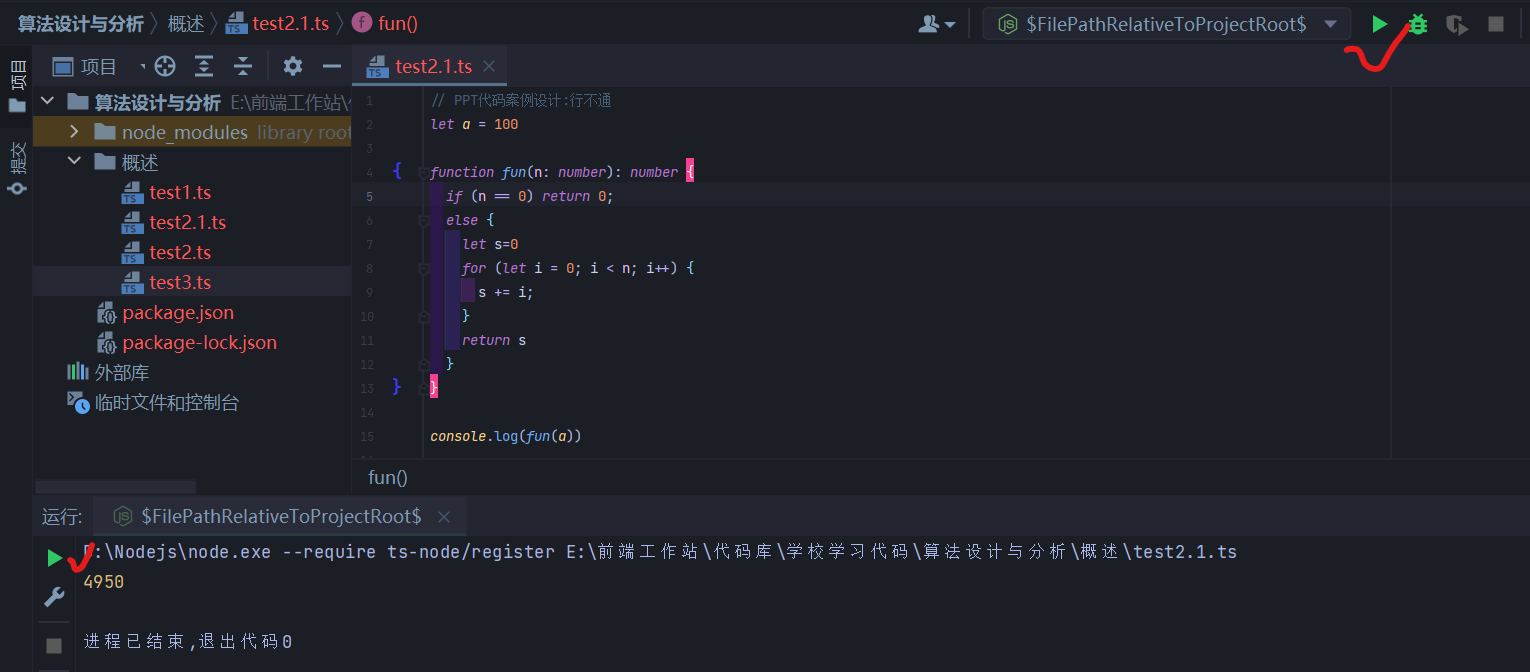 算法设计与分析 概述 test2.1.ts f fun() JS $FilePathRelativeToProjectRoot$
项目
提交
项目
算法设计与分析 E:\前端工作站\
node_modules library root
概述
TS test1.ts
TS test2.1.ts
TS test2.ts
TS test3.ts
package.json
package-lock.json
外部库
临时文件和控制台
TS test2.1.ts
1 // PPT代码案例设计:行不通
2 let a = 100
3
4 { function fun(n: number): number {
5 if (n == 0) return 0;
6 else {
7 let s=0
8 for (let i = 0; i < n; i++) {
9 s += i;
10 }
11 return s
12 }
13 } }
14
15 console.log(fun(a))
fun()
运行: JS $FilePathRelativeToProjectRoot$
:\Nodejs\node.exe --require ts-node/register E:\前端工作站\代码库\学校学习代码\算法设计与分析\概述\test2.1.ts
4950
进程已结束,退出代码0